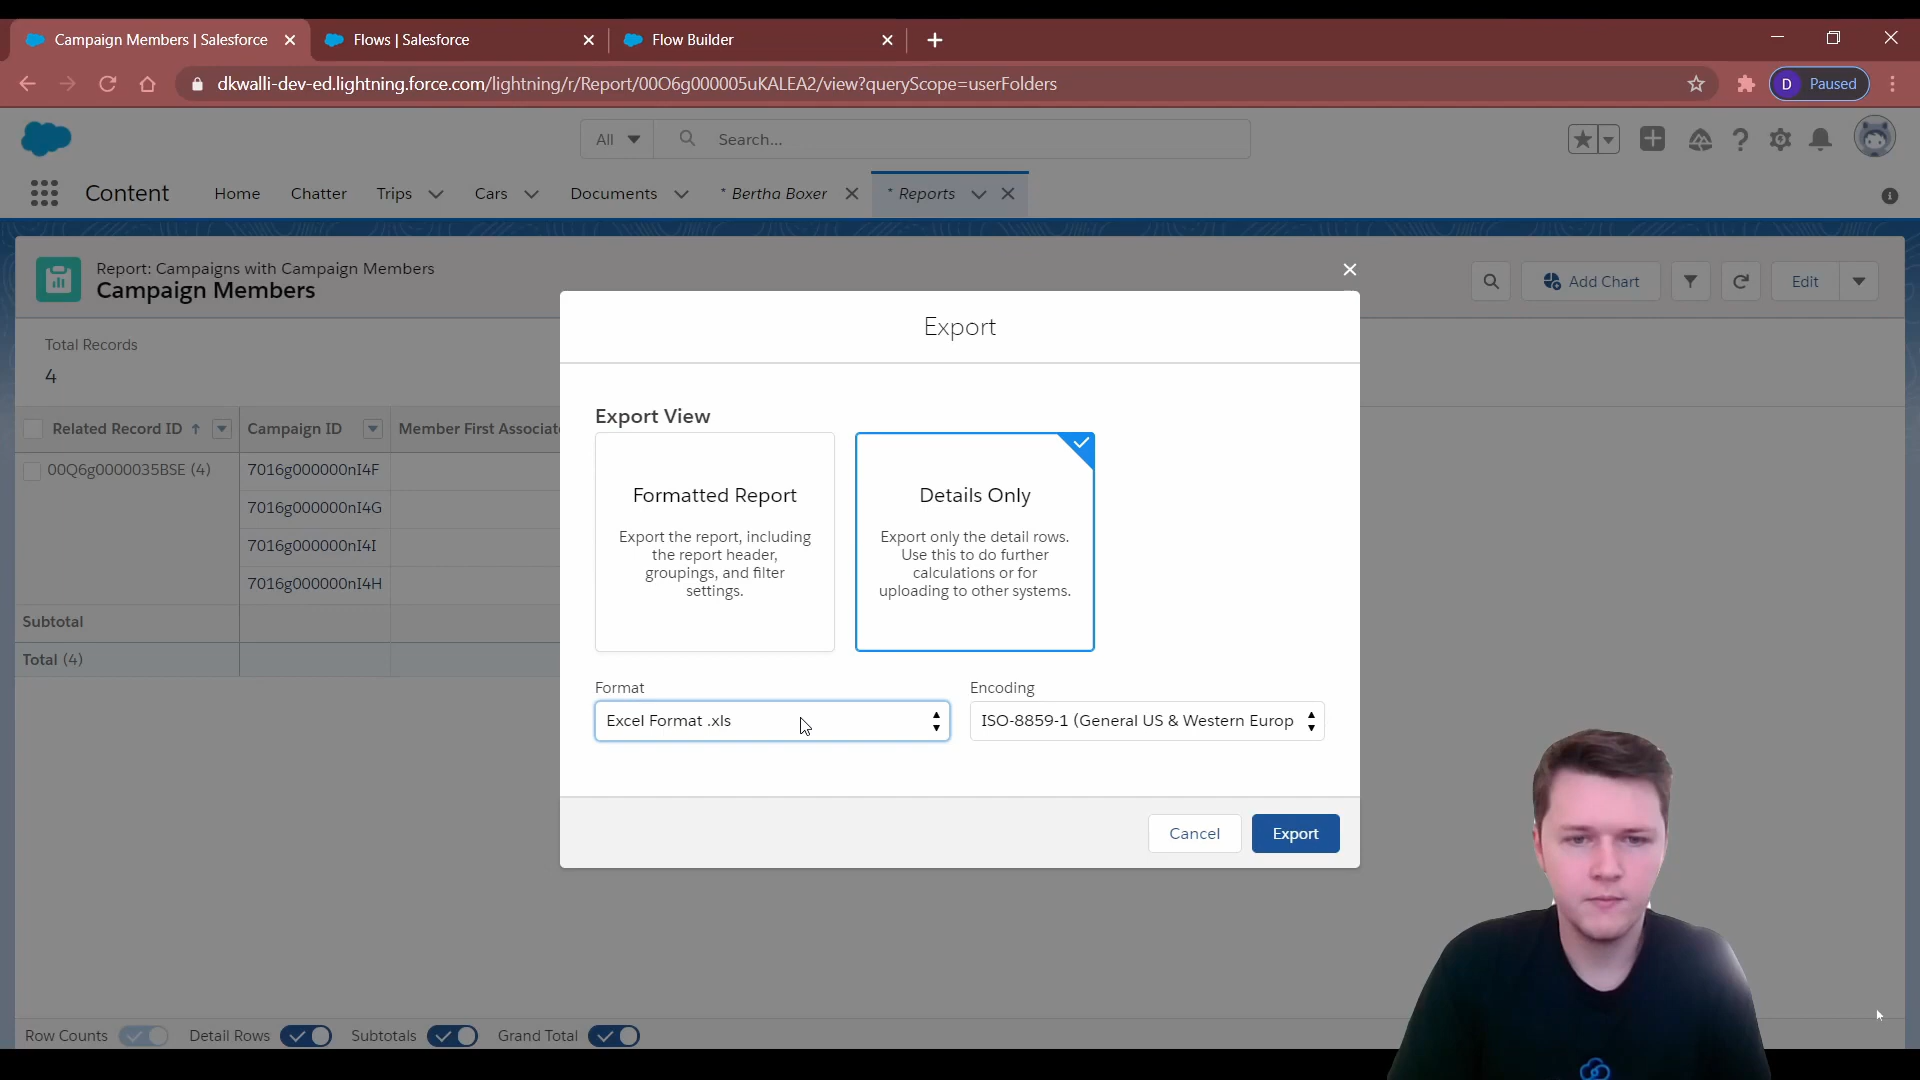 Campaign Members | Salesforce
Flows | Salesforce
Flow Builder
dkwalli-dev-ed.lightning.force.com/lightning/r/Report/00O6g000005uKALEA2/view?queryScope=userFolders
D Paused
All
Search...
Content
Home
Chatter
Trips
Cars
Documents
* Bertha Boxer
* Reports
Report: Campaigns with Campaign Members
Campaign Members
Add Chart
Edit
Total Records
4
Related Record ID
Campaign ID
Member First Associate
00Q6g0000035BSE (4)
7016g000000nI4F
7016g000000nI4G
7016g000000nI4I
7016g000000nI4H
Subtotal
Total (4)
Export
Export View
Formatted Report
Export the report, including
the report header,
groupings, and filter
settings.
Details Only
Export only the detail rows.
Use this to do further
calculations or for
uploading to other systems.
Format
Excel Format .xls
Encoding
ISO-8859-1 (General US & Western Europ
Cancel
Export
Row Counts
Detail Rows
Subtotals
Grand Total